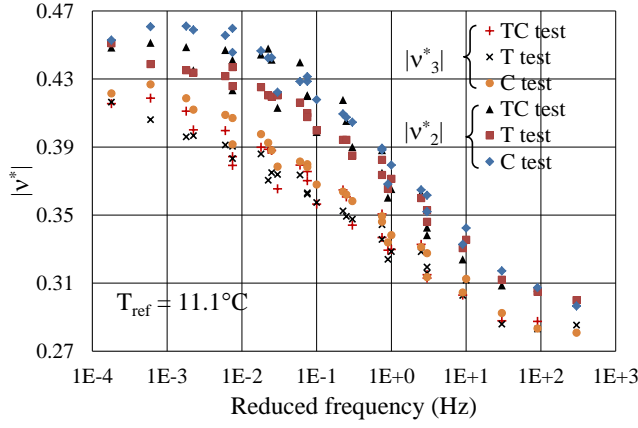 0.47
0.43
0.39
0.35
0.31
0.27
|ν*|
|ν*3|
TC test
T test
C test
|ν*2|
TC test
T test
C test
Tref = 11.1°C
1E-4 1E-3 1E-2 1E-1 1E+0 1E+1 1E+2 1E+3
Reduced frequency (Hz)